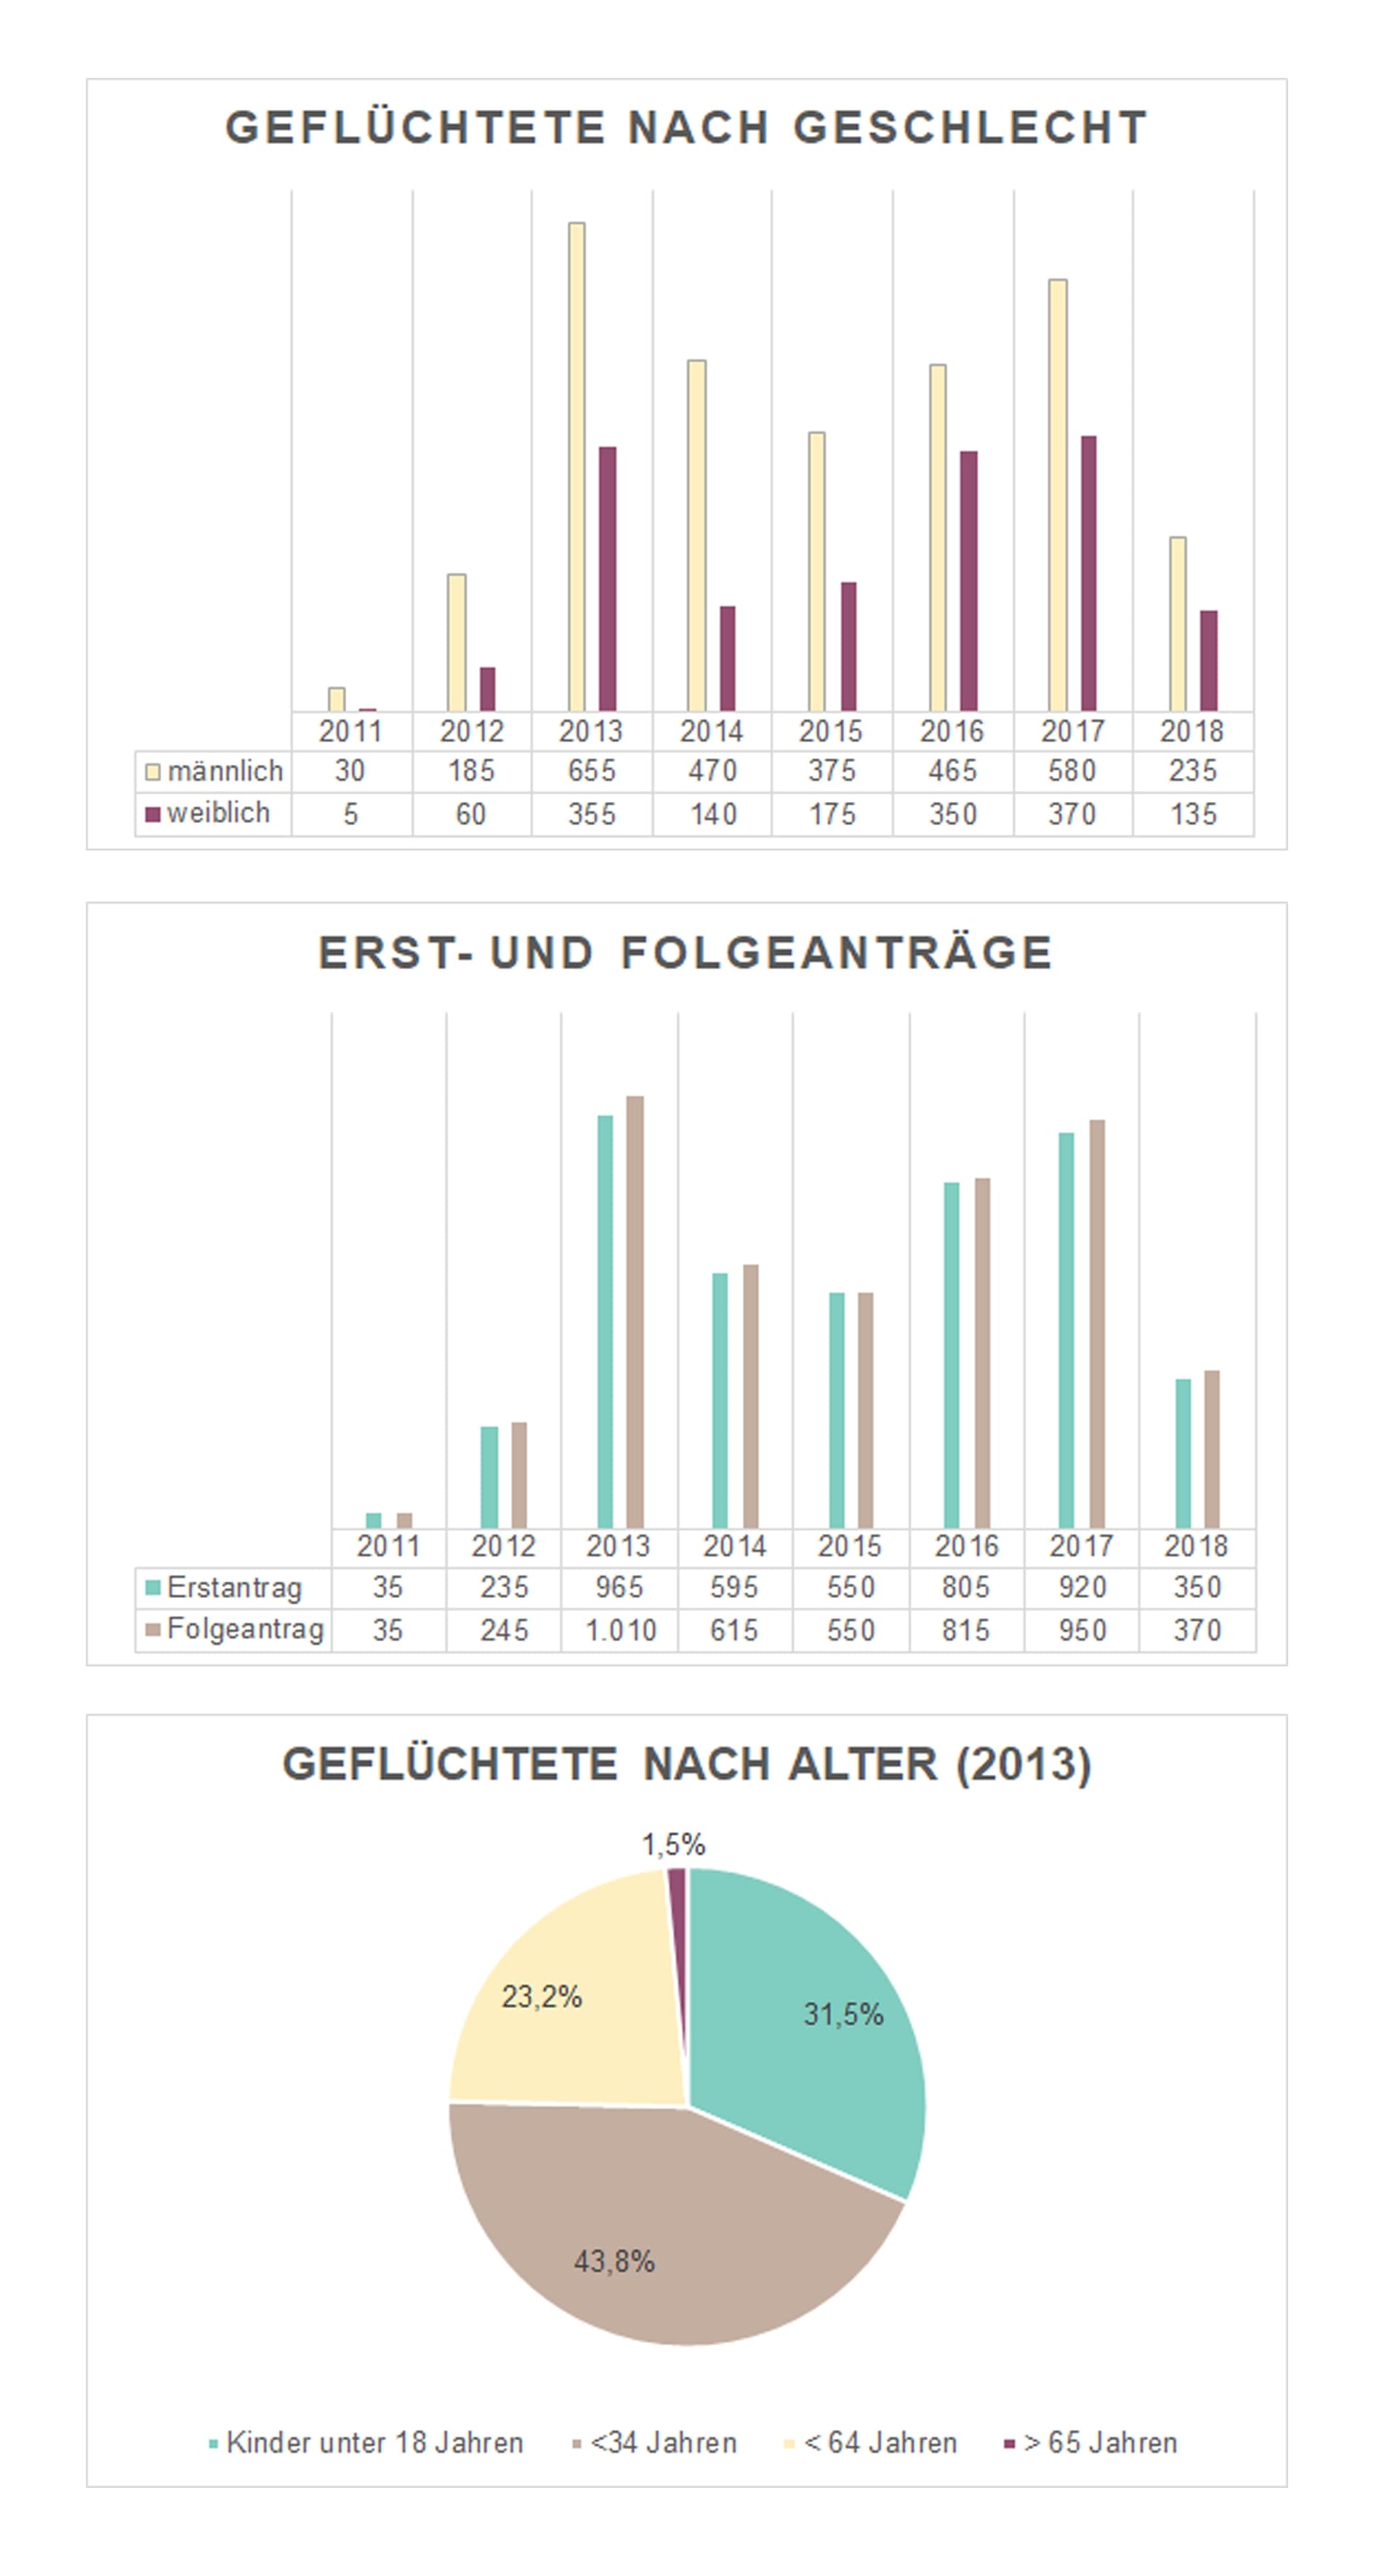 GEFLÜCHTETE NACH GESCHLECHT
2011 2012 2013 2014 2015 2016 2017 2018
männlich 30 185 655 470 375 465 580 235
weiblich 5 60 355 140 175 350 370 135
ERST- UND FOLGEANTRÄGE
2011 2012 2013 2014 2015 2016 2017 2018
Erstantrag 35 235 965 595 550 805 920 350
Folgeantrag 35 245 1.010 615 550 815 950 370
GEFLÜCHTETE NACH ALTER (2013)
1,5%
23,2%
31,5%
43,8%
Kinder unter 18 Jahren <34 Jahren < 64 Jahren > 65 Jahren